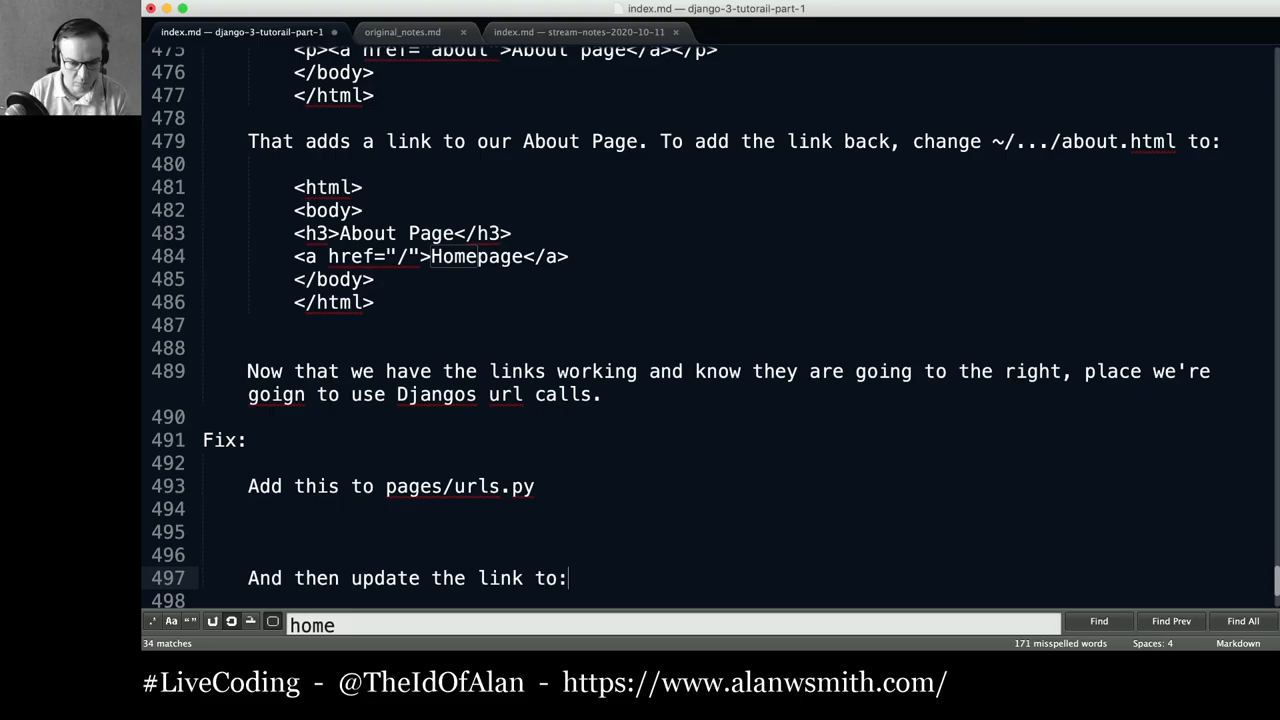 index.md — django-3-tutorail-part-1
index.md — django-3-tutorail-part-1
original_notes.md
index.md — stream-notes-2020-10-11
475 <p><a href="about">About page</a></p>
476 </body>
477 </html>
478
479 That adds a link to our About Page. To add the link back, change ~/.../about.html to:
480
481 <html>
482 <body>
483 <h3>About Page</h3>
484 <a href="/">Homepage</a>
485 </body>
486 </html>
487
488
489 Now that we have the links working and know they are going to the right, place we're
goign to use Djangos url calls.
490
491 Fix:
492
493 Add this to pages/urls.py
494
495
496
497 And then update the link to:
498
.* Aa “” home Find Find Prev Find All
34 matches 171 misspelled words Spaces: 4 Markdown
#LiveCoding - @TheIdOfAlan - https://www.alanwsmith.com/